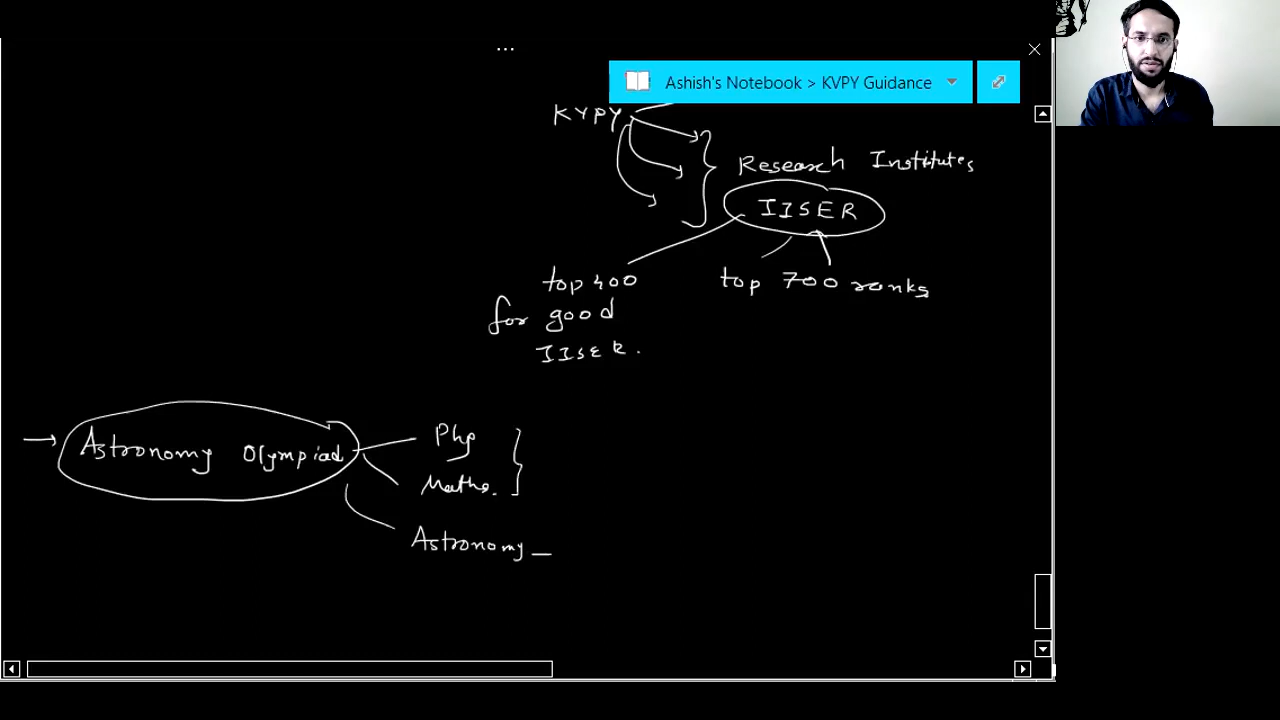 Ashish's Notebook > KVPY Guidance
KVPY
Research Institutes
IISER
top 400
top 700 ranks
for good
IISER.
Astronomy Olympiad
Phy
Maths.
Astronomy